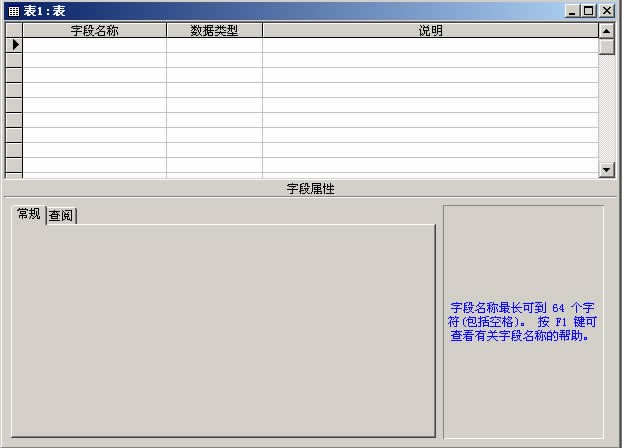 表1:表
字段名称 数据类型 说明
字段属性
常规 查阅
字段名称最长可到 64 个字
符(包括空格)。 按 F1 键可
查看有关字段名称的帮助。